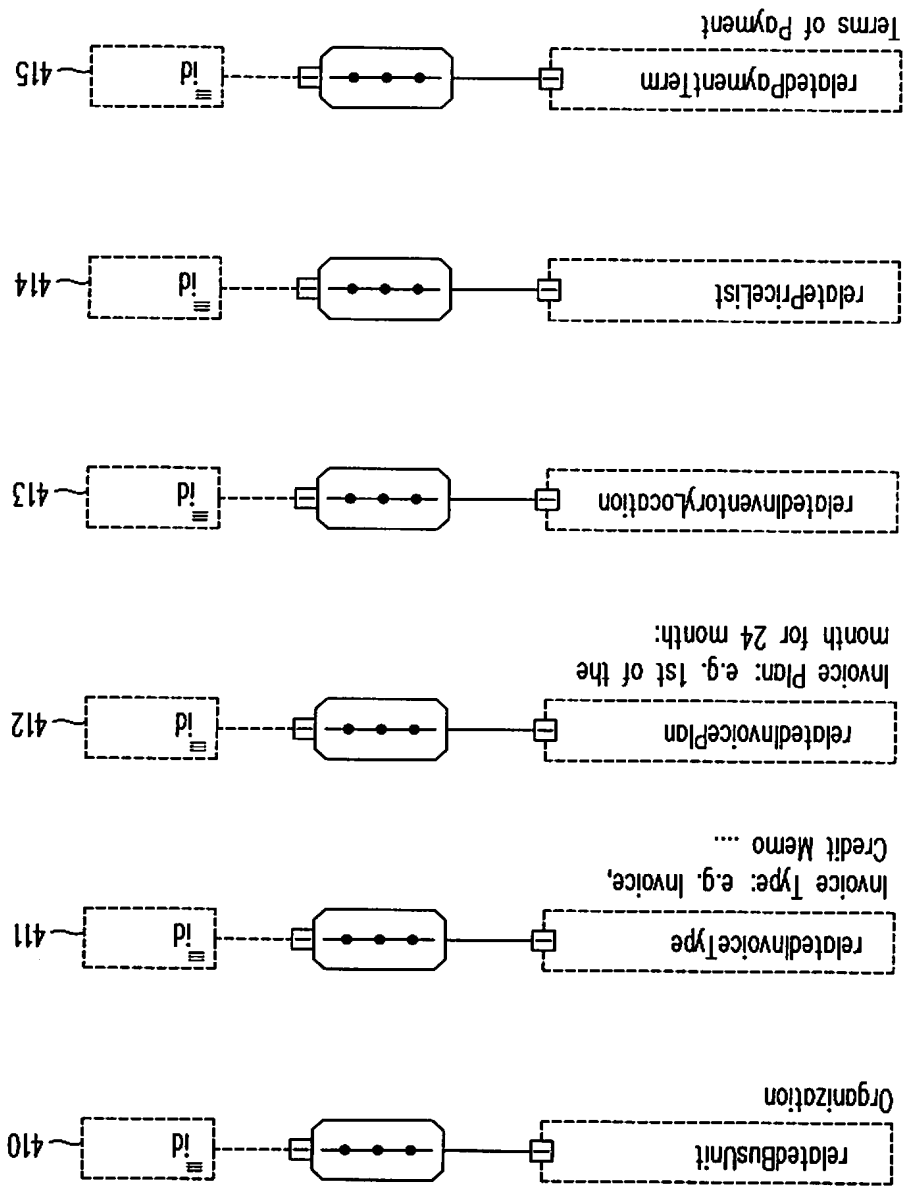 relatedBusUnit
id
410
Organization
relatedInvoiceType
id
411
Invoice Type: e.g. Invoice,
Credit Memo ....
relatedInvoicePlan
id
412
Invoice Plan: e.g. 1st of the
month for 24 month:
relatedInventoryLocation
id
413
relatePriceList
id
414
relatedPaymentTerm
id
415
Terms of Payment